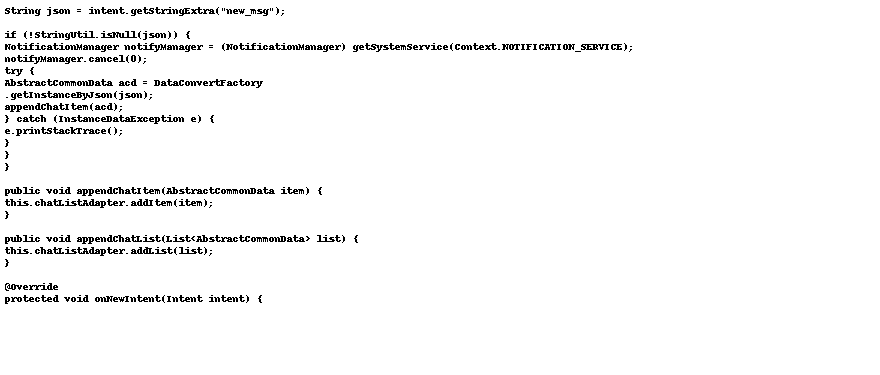 String json = intent.getStringExtra("new_msg");

if (!StringUtil.isNull(json)) {
NotificationManager notifyManager = (NotificationManager) getSystemService(Context.NOTIFICATION_SERVICE);
notifyManager.cancel(0);
try {
AbstractCommonData acd = DataConvertFactory
.getInstanceByJson(json);
appendChatItem(acd);
} catch (InstanceDataException e) {
e.printStackTrace();
}
}
}

public void appendChatItem(AbstractCommonData item) {
this.chatListAdapter.addItem(item);
}

public void appendChatList(List<AbstractCommonData> list) {
this.chatListAdapter.addList(list);
}

@Override
protected void onNewIntent(Intent intent) {